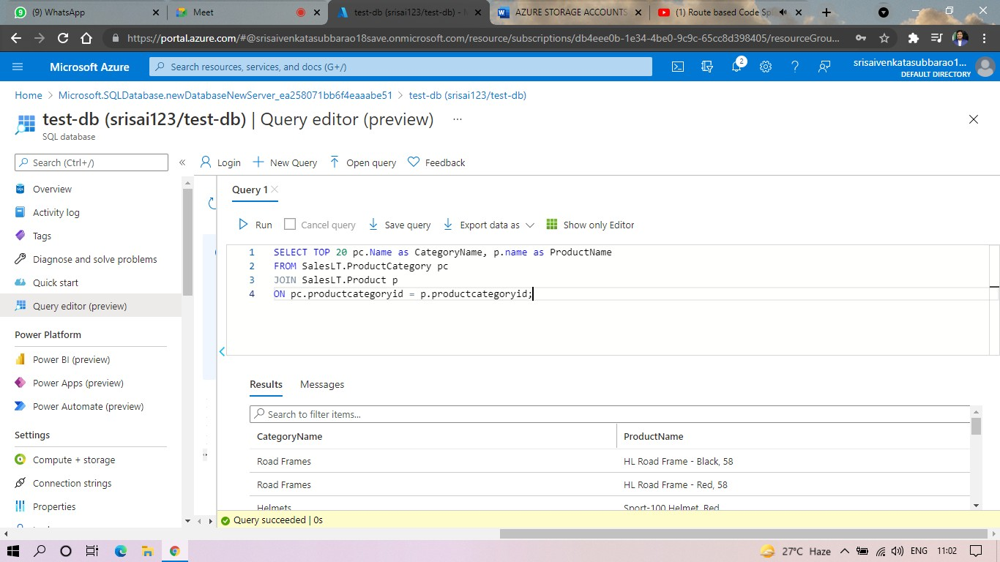 (9) WhatsApp
Meet
test-db (srisai123/test-db) -
AZURE STORAGE ACCOUNTS
(1) Route based Code Sp
https://portal.azure.com/#@srisaivenkatasubbarao18save.onmicrosoft.com/resource/subscriptions/db4eee0b-1e34-4be0-9c9c-65cc8d398405/resourceGrou...
Microsoft Azure
Search resources, services, and docs (G+/)
2
srisaivenkatasubbarao1...
DEFAULT DIRECTORY
Home > Microsoft.SQLDatabase.newDatabaseNewServer_ea258071bb6f4eaaabe51 > test-db (srisai123/test-db)
test-db (srisai123/test-db) | Query editor (preview) ...
SQL database
Search (Ctrl+/)
«
Login
New Query
Open query
Feedback
Overview
Activity log
Tags
Diagnose and solve problems
Quick start
Query editor (preview)
Power Platform
Power BI (preview)
Power Apps (preview)
Power Automate (preview)
Settings
Compute + storage
Connection strings
Properties
Query 1
Run
Cancel query
Save query
Export data as
Show only Editor
1 SELECT TOP 20 pc.Name as CategoryName, p.name as ProductName
2 FROM SalesLT.ProductCategory pc
3 JOIN SalesLT.Product p
4 ON pc.productcategoryid = p.productcategoryid;
Results
Messages
Search to filter items...
CategoryName ProductName
Road Frames HL Road Frame - Black, 58
Road Frames HL Road Frame - Red, 58
Helmets Sport-100 Helmet, Red
Query succeeded | 0s
27°C Haze
ENG
11:02